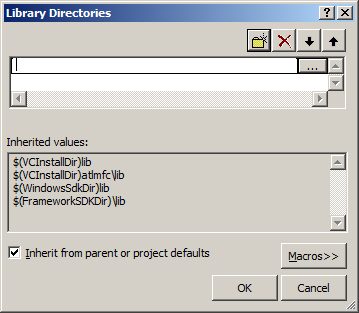 Library Directories
...
Inherited values:
$(VCInstallDir)lib
$(VCInstallDir)atlmfc\lib
$(WindowsSdkDir)lib
$(FrameworkSDKDir)\lib
Inherit from parent or project defaults
Macros>>
OK
Cancel